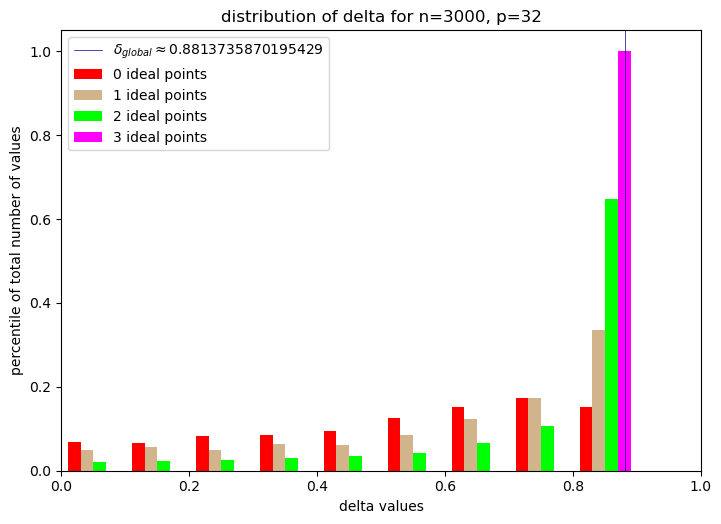 distribution of delta for n=3000, p=32
δglobal ≈ 0.8813735870195429
0 ideal points
1 ideal points
2 ideal points
3 ideal points
percentile of total number of values
1.0
0.8
0.6
0.4
0.2
0.0
0.0 0.2 0.4 0.6 0.8 1.0
delta values